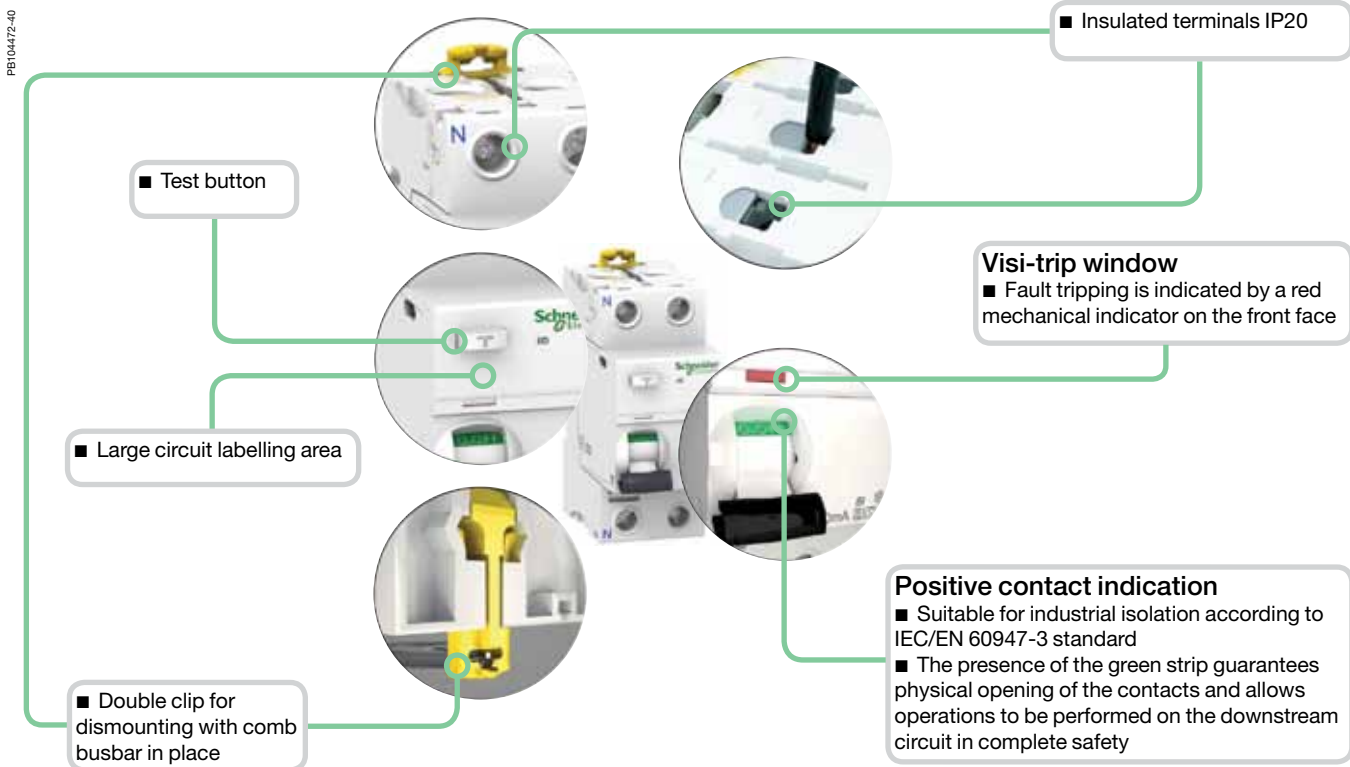 PB104472-40
■ Insulated terminals IP20
N
■ Test button
Visi-trip window
■ Fault tripping is indicated by a red
mechanical indicator on the front face
Schne
N
Schneider
■ Large circuit labelling area
N
Positive contact indication
■ Suitable for industrial isolation according to
IEC/EN 60947-3 standard
■ The presence of the green strip guarantees
physical opening of the contacts and allows
operations to be performed on the downstream
circuit in complete safety
■ Double clip for
dismounting with comb
busbar in place